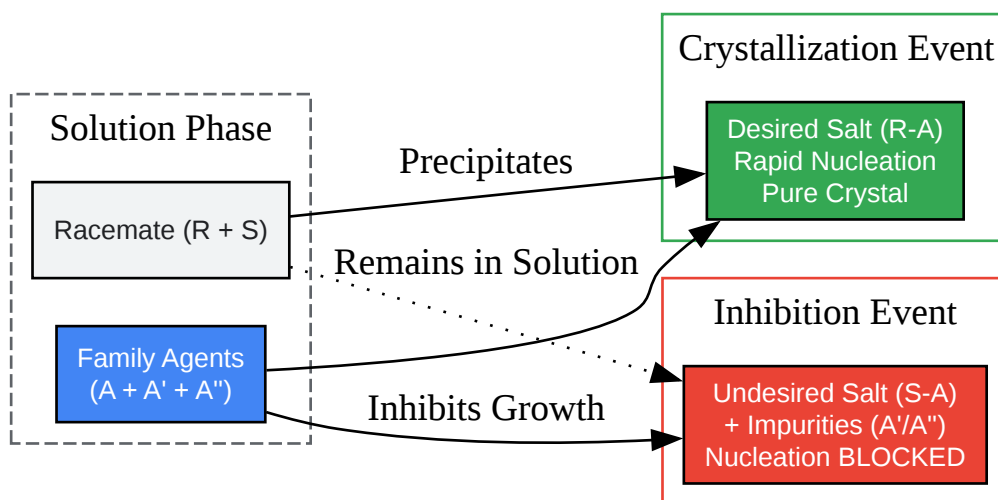 Crystallization Event
Solution Phase
Desired Salt (R-A)
Rapid Nucleation
Pure Crystal
Precipitates
Racemate (R + S)
Remains in Solution
Inhibition Event
Family Agents
(A + A' + A'')
Inhibits Growth
Undesired Salt (S-A)
+ Impurities (A'/A'')
Nucleation BLOCKED